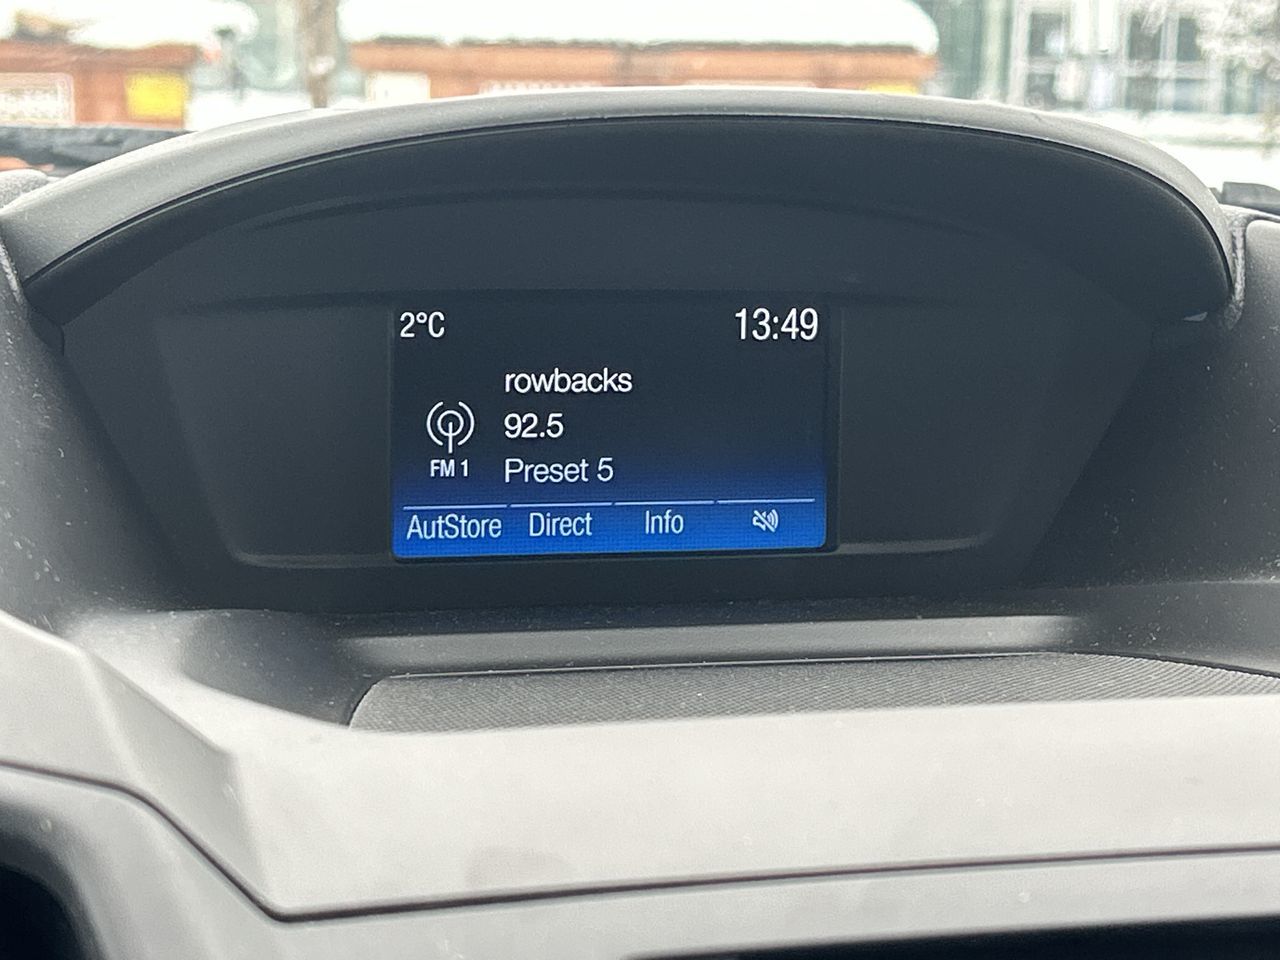 2°C 13:49
rowbacks
92.5
FM 1 Preset 5
AutStore Direct Info